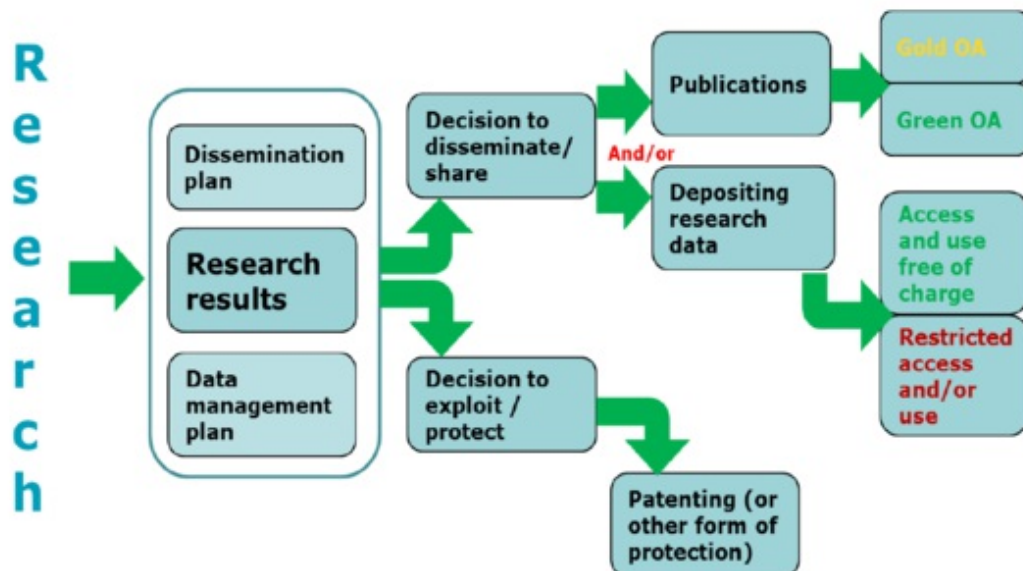 Research
Dissemination
plan
Research
results
Data
management
plan
Decision to
disseminate/
share
And/or
Decision to
exploit /
protect
Publications
Depositing
research
data
Patenting (or
other form of
protection)
Gold OA
Green OA
Access
and use
free of
charge
Restricted
access
and/or
use